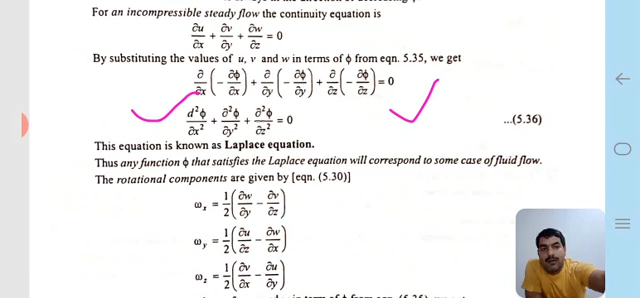 For an incompressible steady flow the continuity equation is
∂u/∂x + ∂v/∂y + ∂w/∂z = 0
By substituting the values of u, v and w in terms of ϕ from eqn. 5.35, we get
∂/∂x (− ∂ϕ/∂x) + ∂/∂y (− ∂ϕ/∂y) + ∂/∂z (− ∂ϕ/∂z) = 0
d²ϕ/∂x² + ∂²ϕ/∂y² + ∂²ϕ/∂z² = 0 ...(5.36)
This equation is known as Laplace equation.
Thus any function ϕ that satisfies the Laplace equation will correspond to some case of fluid flow.
The rotational components are given by [eqn. (5.30)]
ωx = 1/2 (∂w/∂y − ∂v/∂z)
ωy = 1/2 (∂u/∂z − ∂w/∂x)
ωz = 1/2 (∂v/∂x − ∂u/∂y)